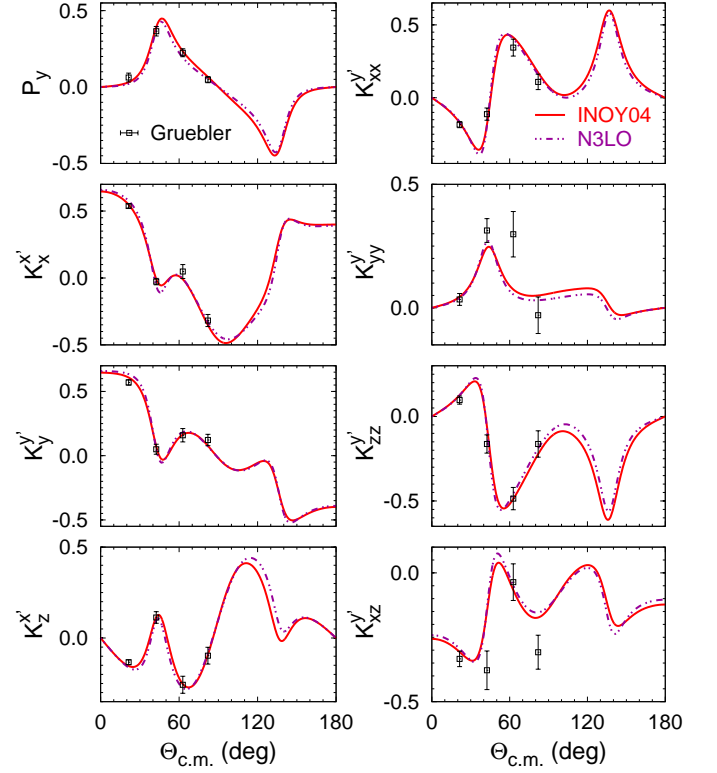 0.5
0.0
-0.5
P_y
Gruebler
0.5
0.0
K_xx^y'
INOY04
N3LO
0.5
0.0
-0.5
K_x^x'
0.5
0.0
K_yy^y'
0.5
0.0
-0.5
K_y^y'
0.0
-0.5
K_zz^y'
0.5
0.0
K_z^x'
0 60 120 180
Θ_c.m. (deg)
0.0
-0.5
K_xz^y'
0 60 120 180
Θ_c.m. (deg)